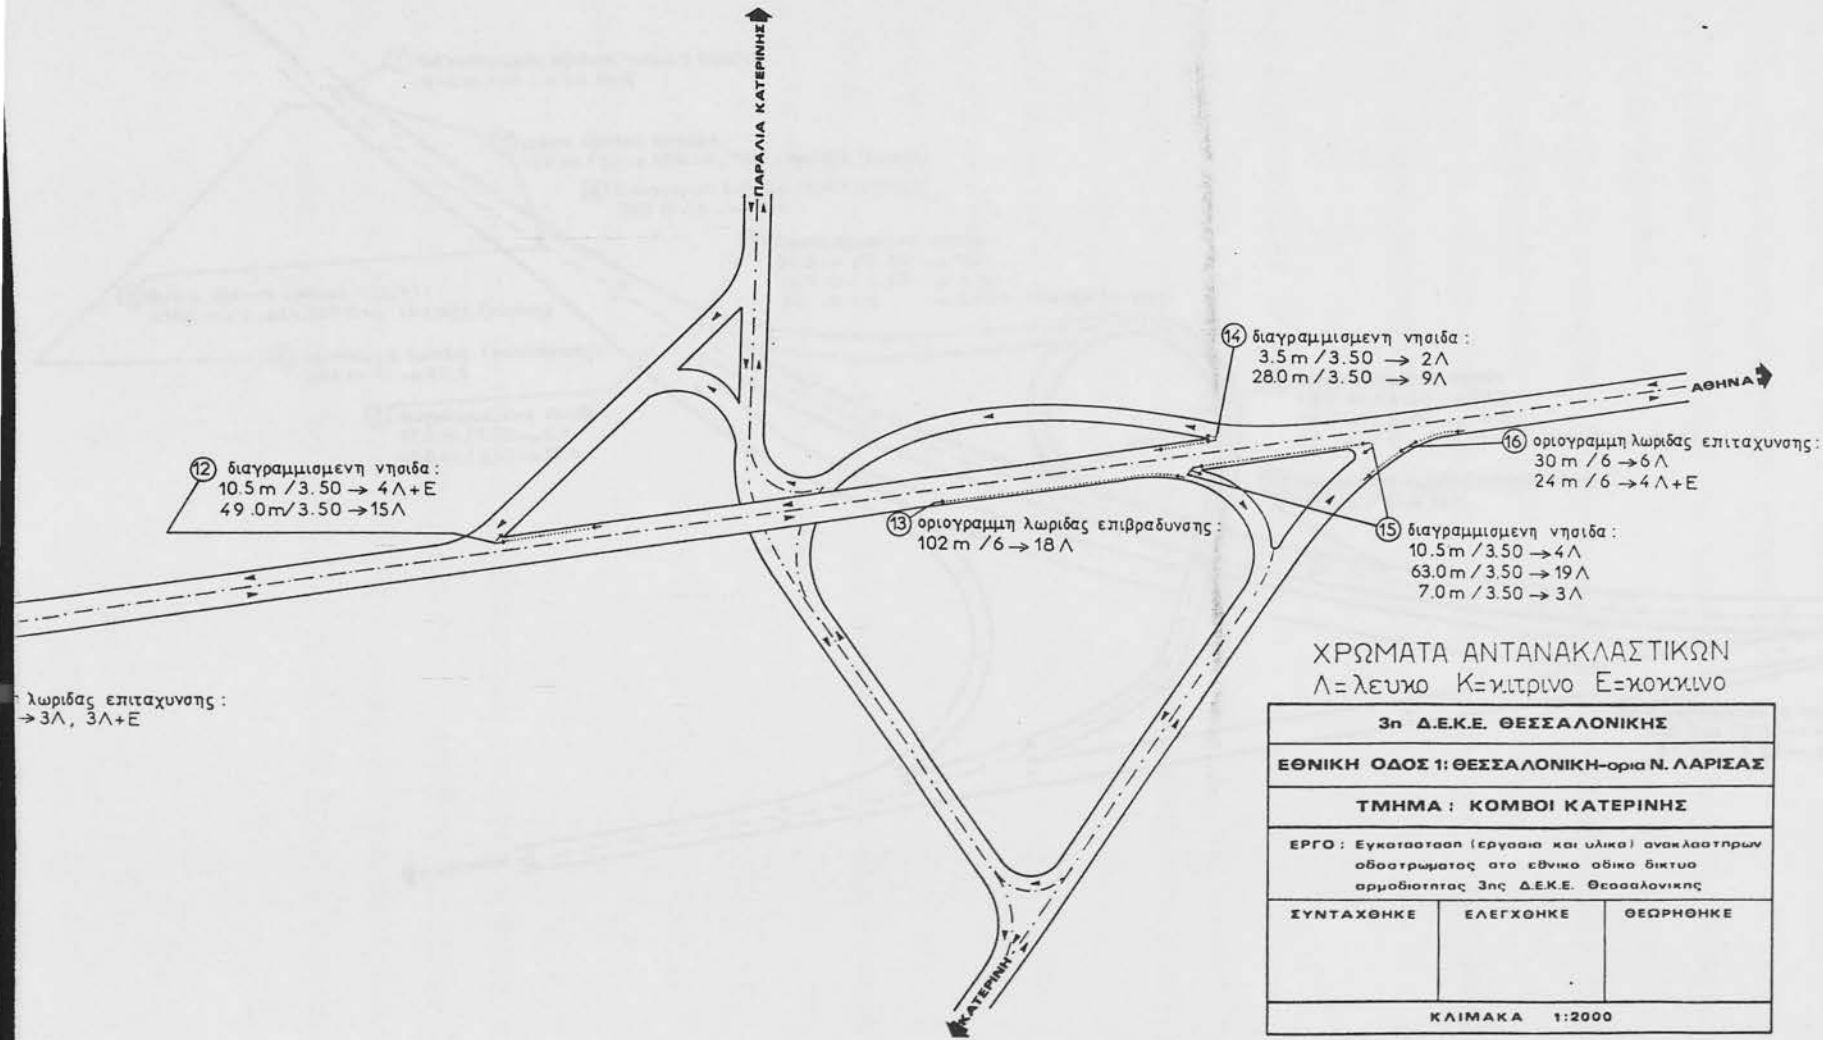 ΠΑΡΑΛΙΑ ΚΑΤΕΡΙΝΗΣ
14 διαγραμμισμενη νησιδα :
3.5 m / 3.50 → 2Λ
28.0 m / 3.50 → 9Λ
ΑΘΗΝΑ
16 οριογραμμη λωριδας επιταχυνσης :
30 m / 6 → 6Λ
24 m / 6 → 4Λ+Ε
12 διαγραμμισμενη νησιδα :
10.5 m / 3.50 → 4Λ+Ε
49.0 m / 3.50 → 15Λ
13 οριογραμμη λωριδας επιβραδυνσης :
102 m / 6 → 18Λ
15 διαγραμμισμενη νησιδα :
10.5 m / 3.50 → 4Λ
63.0 m / 3.50 → 19Λ
7.0 m / 3.50 → 3Λ
λωριδας επιταχυνσης :
→ 3Λ, 3Λ+Ε
ΚΑΤΕΡΙΝΗ
ΧΡΩΜΑΤΑ ΑΝΤΑΝΑΚΛΑΣΤΙΚΩΝ
Λ=λευκο Κ=κιτρινο Ε=κοκκινο
3η Δ.Ε.Κ.Ε. ΘΕΣΣΑΛΟΝΙΚΗΣ
ΕΘΝΙΚΗ ΟΔΟΣ 1: ΘΕΣΣΑΛΟΝΙΚΗ-ορια Ν. ΛΑΡΙΣΑΣ
ΤΜΗΜΑ : ΚΟΜΒΟΙ ΚΑΤΕΡΙΝΗΣ
ΕΡΓΟ : Εγκατασταση (εργασια και υλικα) ανακλαστηρων
οδοστρωματος στο εθνικο οδικο δικτυο
αρμοδιοτητας 3ης Δ.Ε.Κ.Ε. Θεσσαλονικης
ΣΥΝΤΑΧΘΗΚΕ ΕΛΕΓΧΘΗΚΕ ΘΕΩΡΗΘΗΚΕ
ΚΛΙΜΑΚΑ 1:2000